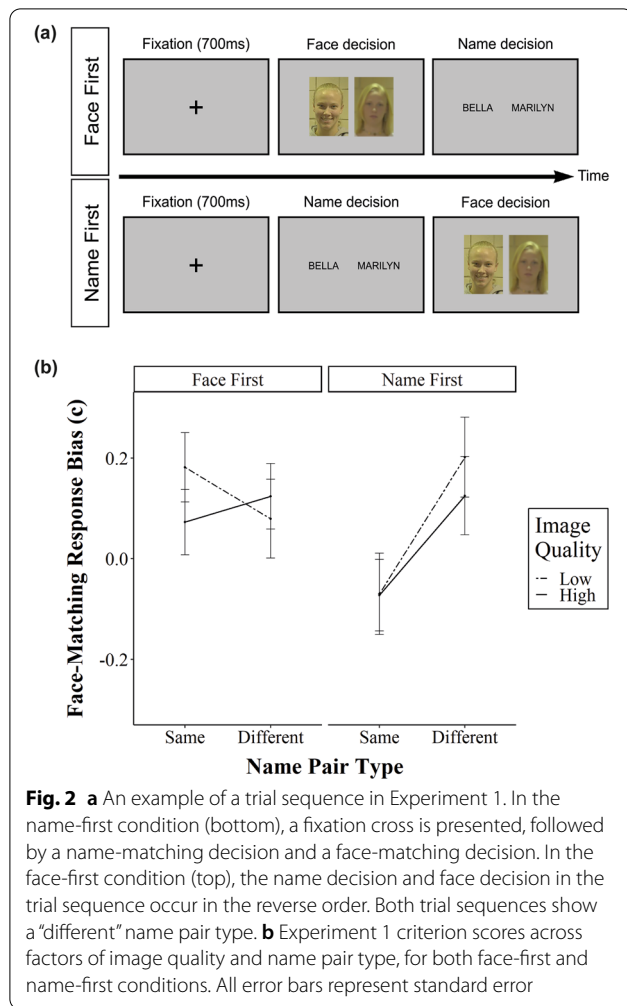 (a)
Face First
Fixation (700ms) Face decision Name decision
+
BELLA MARILYN
Time
Name First
Fixation (700ms) Name decision Face decision
+
BELLA MARILYN
(b)
Face First Name First
Face-Matching Response Bias (c)
0.2
0.0
-0.2
Same Different Same Different
Name Pair Type
Image
Quality
Low
High
Fig. 2 a An example of a trial sequence in Experiment 1. In the
name-first condition (bottom), a fixation cross is presented, followed
by a name-matching decision and a face-matching decision. In the
face-first condition (top), the name decision and face decision in the
trial sequence occur in the reverse order. Both trial sequences show
a “different” name pair type. b Experiment 1 criterion scores across
factors of image quality and name pair type, for both face-first and
name-first conditions. All error bars represent standard error